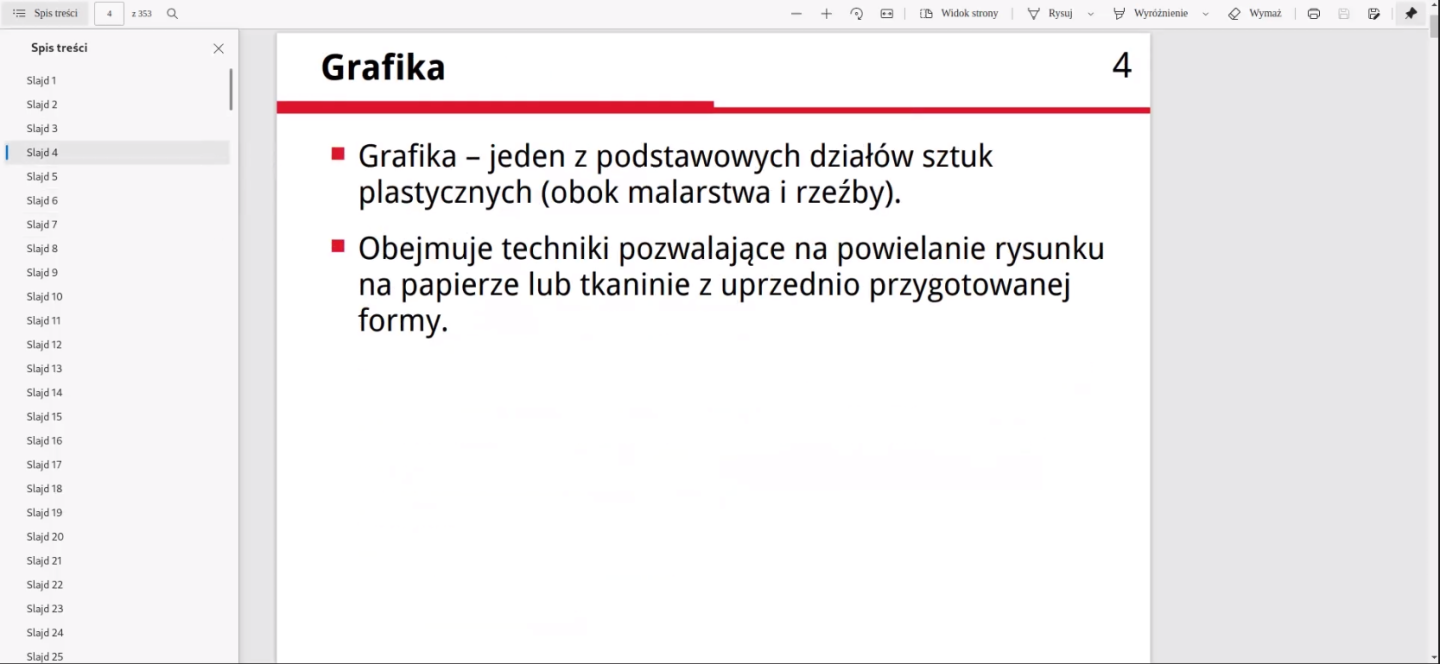 Spis treści
4
z 353
Widok strony
Rysuj
Wyróżnienie
Wymaż
Spis treści
Slajd 1
Slajd 2
Slajd 3
Slajd 4
Slajd 5
Slajd 6
Slajd 7
Slajd 8
Slajd 9
Slajd 10
Slajd 11
Slajd 12
Slajd 13
Slajd 14
Slajd 15
Slajd 16
Slajd 17
Slajd 18
Slajd 19
Slajd 20
Slajd 21
Slajd 22
Slajd 23
Slajd 24
Slajd 25
Grafika
4
Grafika – jeden z podstawowych działów sztuk
plastycznych (obok malarstwa i rzeźby).
Obejmuje techniki pozwalające na powielanie rysunku
na papierze lub tkaninie z uprzednio przygotowanej
formy.